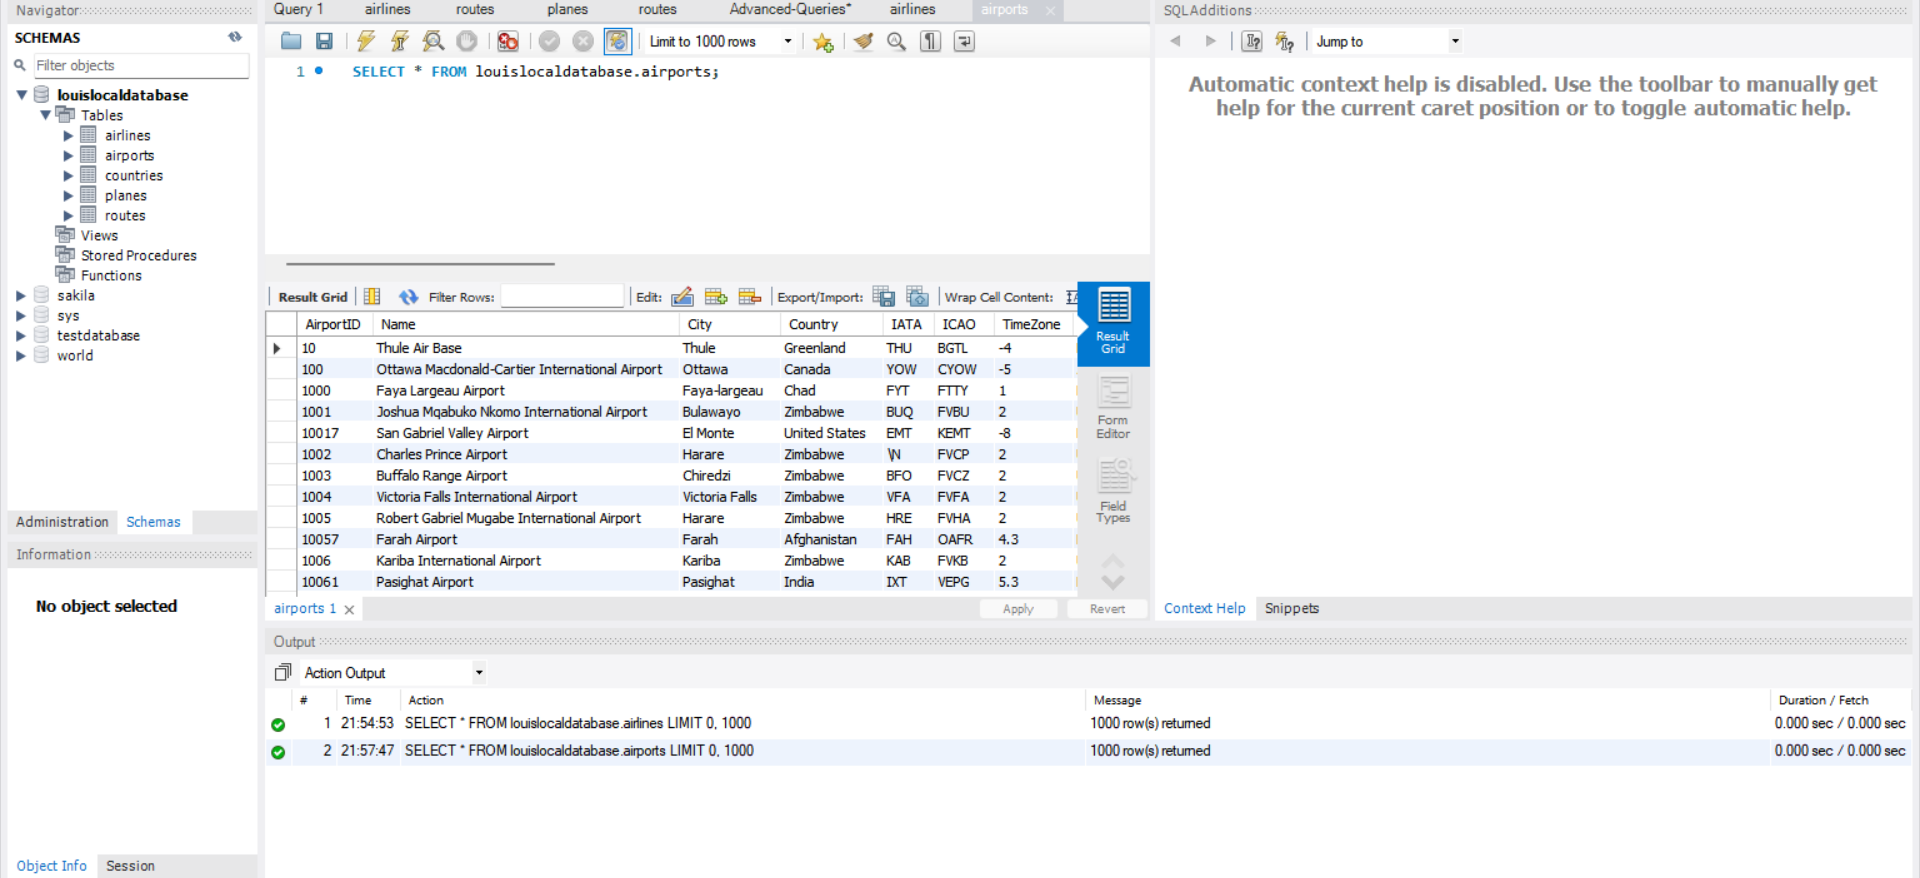 Navigator
SCHEMAS
Filter objects
louislocaldatabase
Tables
airlines
airports
countries
planes
routes
Views
Stored Procedures
Functions
sakila
sys
testdatabase
world
Administration Schemas
Information
No object selected
Object Info Session
Query 1 airlines routes planes routes Advanced-Queries* airlines airports
Limit to 1000 rows
1 SELECT * FROM louislocaldatabase.airports;
Result Grid Filter Rows: Edit: Export/Import: Wrap Cell Content:
AirportID Name City Country IATA ICAO TimeZone
10 Thule Air Base Thule Greenland THU BGTL -4
100 Ottawa Macdonald-Cartier International Airport Ottawa Canada YOW CYOW -5
1000 Faya Largeau Airport Faya-largeau Chad FYT FTTY 1
1001 Joshua Mqabuko Nkomo International Airport Bulawayo Zimbabwe BUQ FVBU 2
10017 San Gabriel Valley Airport El Monte United States EMT KEMT -8
1002 Charles Prince Airport Harare Zimbabwe \N FVCP 2
1003 Buffalo Range Airport Chiredzi Zimbabwe BFO FVCZ 2
1004 Victoria Falls International Airport Victoria Falls Zimbabwe VFA FVFA 2
1005 Robert Gabriel Mugabe International Airport Harare Zimbabwe HRE FVHA 2
10057 Farah Airport Farah Afghanistan FAH OAFR 4.3
1006 Kariba International Airport Kariba Zimbabwe KAB FVKB 2
10061 Pasighat Airport Pasighat India IXT VEPG 5.3
Result
Grid
Form
Editor
Field
Types
airports 1 Apply Revert
SQLAdditions
Jump to
Automatic context help is disabled. Use the toolbar to manually get
help for the current caret position or to toggle automatic help.
Context Help Snippets
Output
Action Output
# Time Action Message Duration / Fetch
1 21:54:53 SELECT * FROM louislocaldatabase.airlines LIMIT 0, 1000 1000 row(s) returned 0.000 sec / 0.000 sec
2 21:57:47 SELECT * FROM louislocaldatabase.airports LIMIT 0, 1000 1000 row(s) returned 0.000 sec / 0.000 sec